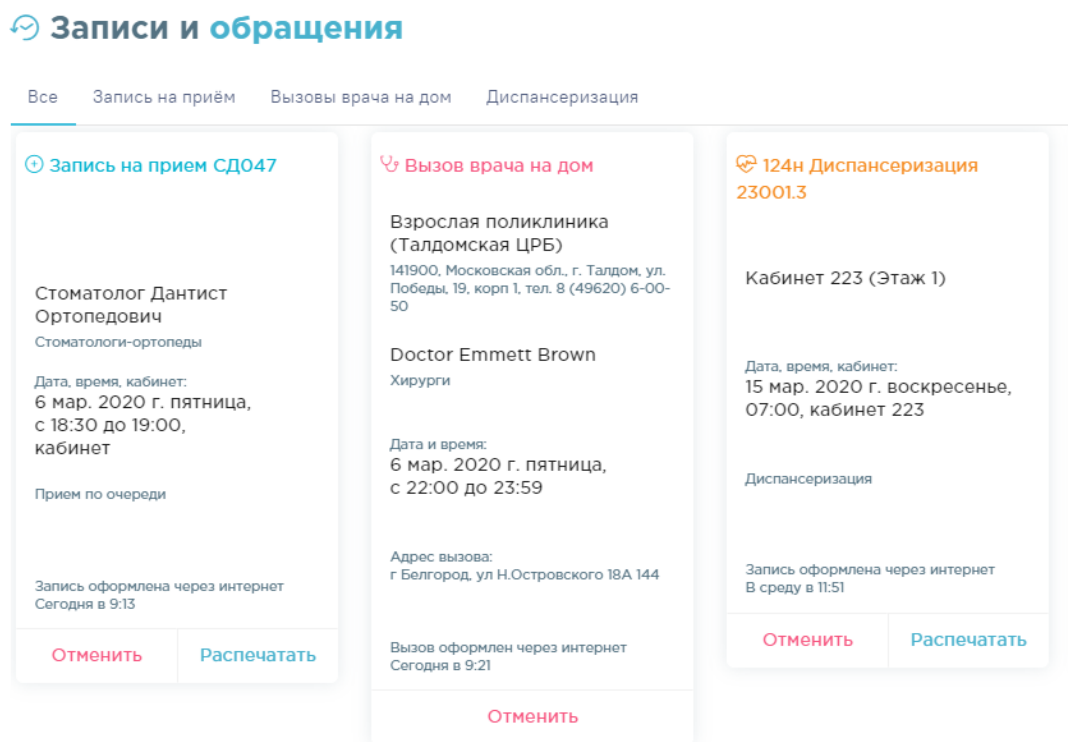 Записи и обращения
Все
Запись на приём
Вызовы врача на дом
Диспансеризация
Запись на прием СД047
Стоматолог Дантист
Ортопедович
Стоматологи-ортопеды
Дата, время, кабинет:
6 мар. 2020 г. пятница,
с 18:30 до 19:00,
кабинет
Прием по очереди
Запись оформлена через интернет
Сегодня в 9:13
Отменить
Распечатать
Вызов врача на дом
Взрослая поликлиника
(Талдомская ЦРБ)
141900, Московская обл., г. Талдом, ул.
Победы, 19, корп 1, тел. 8 (49620) 6-00-
50
Doctor Emmett Brown
Хирурги
Дата и время:
6 мар. 2020 г. пятница,
с 22:00 до 23:59
Адрес вызова:
г Белгород, ул Н.Островского 18А 144
Вызов оформлен через интернет
Сегодня в 9:21
Отменить
124н Диспансеризация
23001.3
Кабинет 223 (Этаж 1)
Дата, время, кабинет:
15 мар. 2020 г. воскресенье,
07:00, кабинет 223
Диспансеризация
Запись оформлена через интернет
В среду в 11:51
Отменить
Распечатать